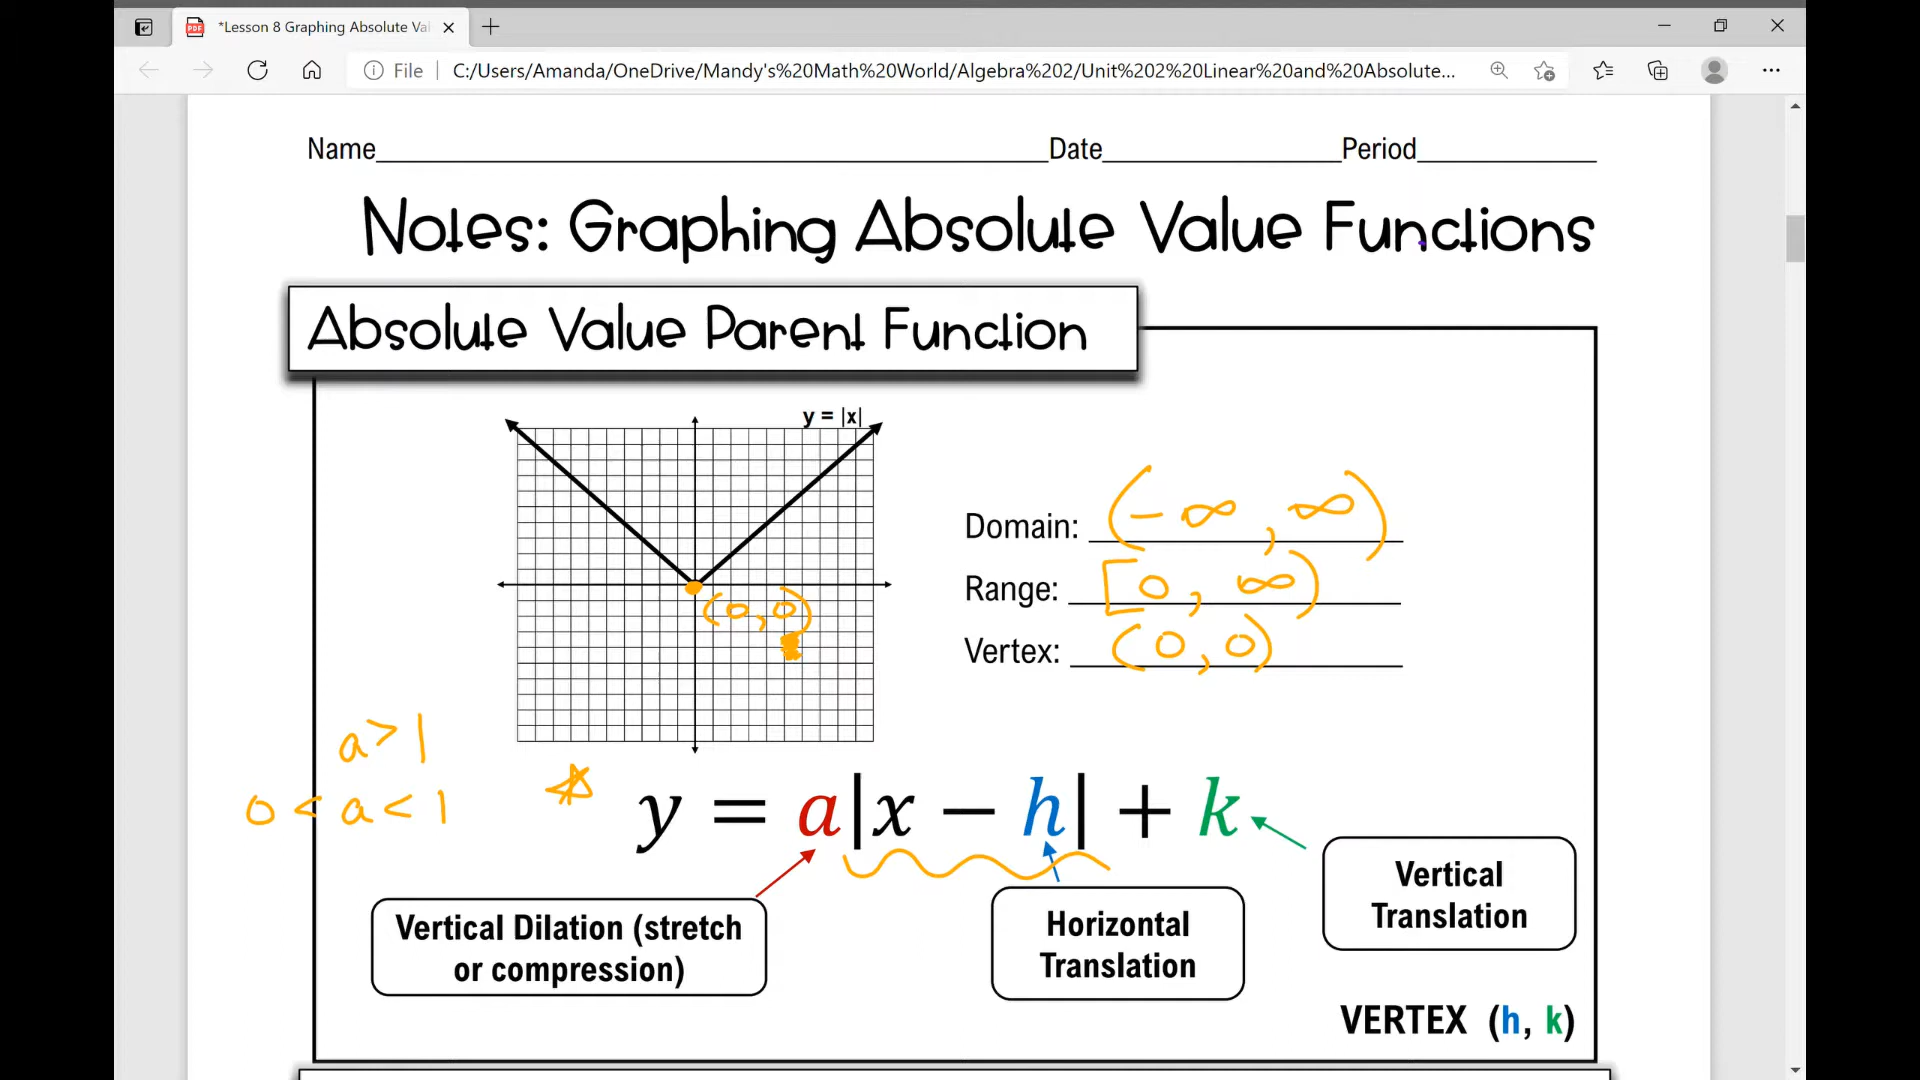 *Lesson 8 Graphing Absolute Val
File C:/Users/Amanda/OneDrive/Mandy's%20Math%20World/Algebra%202/Unit%202%20Linear%20and%20Absolute...
Name Date Period
Notes: Graphing Absolute Value Functions
Absolute Value Parent Function
y = |x|
(0,0)
Domain: (-∞, ∞)
Range: [0, ∞)
Vertex: (0,0)
a > 1
0 < a < 1
y = a|x − h| + k
Vertical Dilation (stretch
or compression)
Horizontal
Translation
Vertical
Translation
VERTEX (h, k)